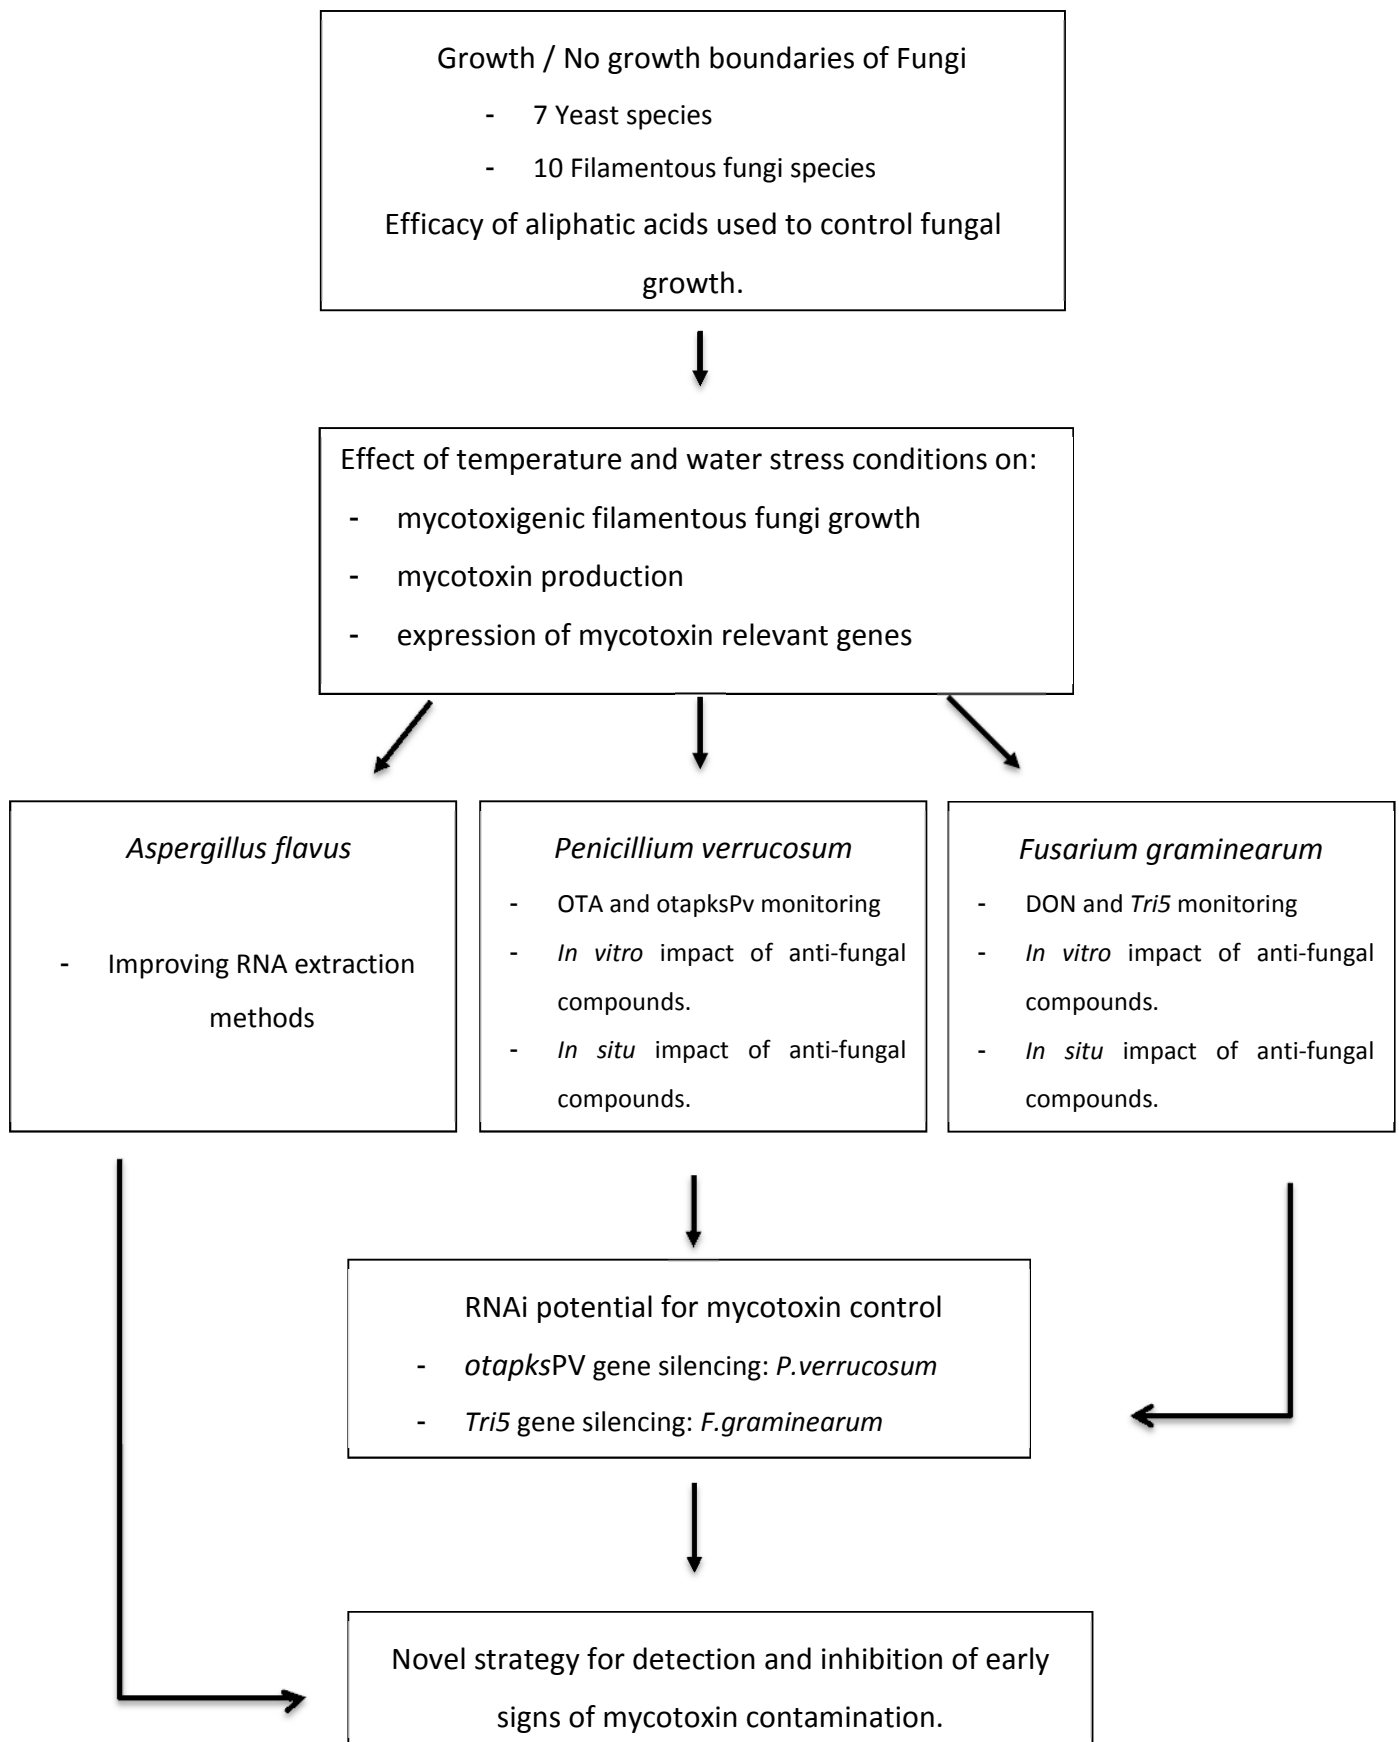 Growth / No growth boundaries of Fungi
- 7 Yeast species
- 10 Filamentous fungi species
Efficacy of aliphatic acids used to control fungal
growth.
Effect of temperature and water stress conditions on:
- mycotoxigenic filamentous fungi growth
- mycotoxin production
- expression of mycotoxin relevant genes
Aspergillus flavus
- Improving RNA extraction
methods
Penicillium verrucosum
- OTA and otapksPv monitoring
- In vitro impact of anti-fungal
compounds.
- In situ impact of anti-fungal
compounds.
Fusarium graminearum
- DON and Tri5 monitoring
- In vitro impact of anti-fungal
compounds.
- In situ impact of anti-fungal
compounds.
RNAi potential for mycotoxin control
- otapksPV gene silencing: P.verrucosum
- Tri5 gene silencing: F.graminearum
Novel strategy for detection and inhibition of early
signs of mycotoxin contamination.